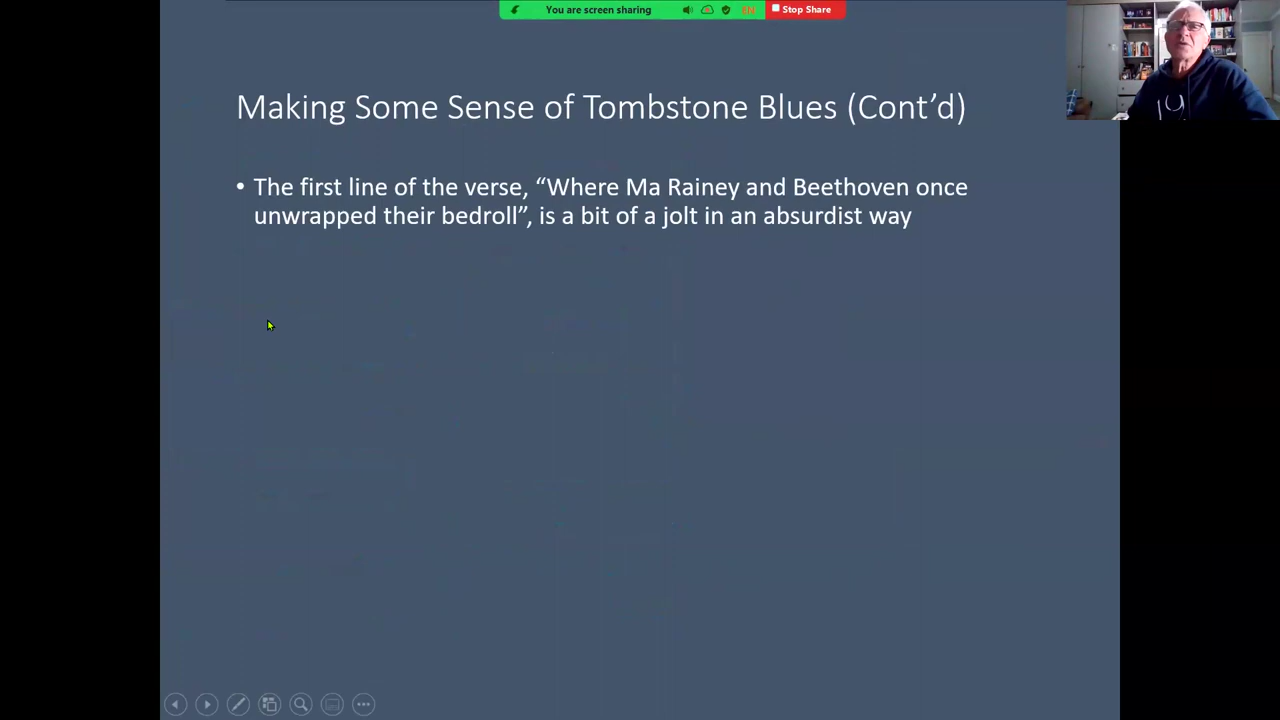 You are screen sharing
EN
Stop Share
Making Some Sense of Tombstone Blues (Cont’d)
• The first line of the verse, “Where Ma Rainey and Beethoven once
unwrapped their bedroll”, is a bit of a jolt in an absurdist way